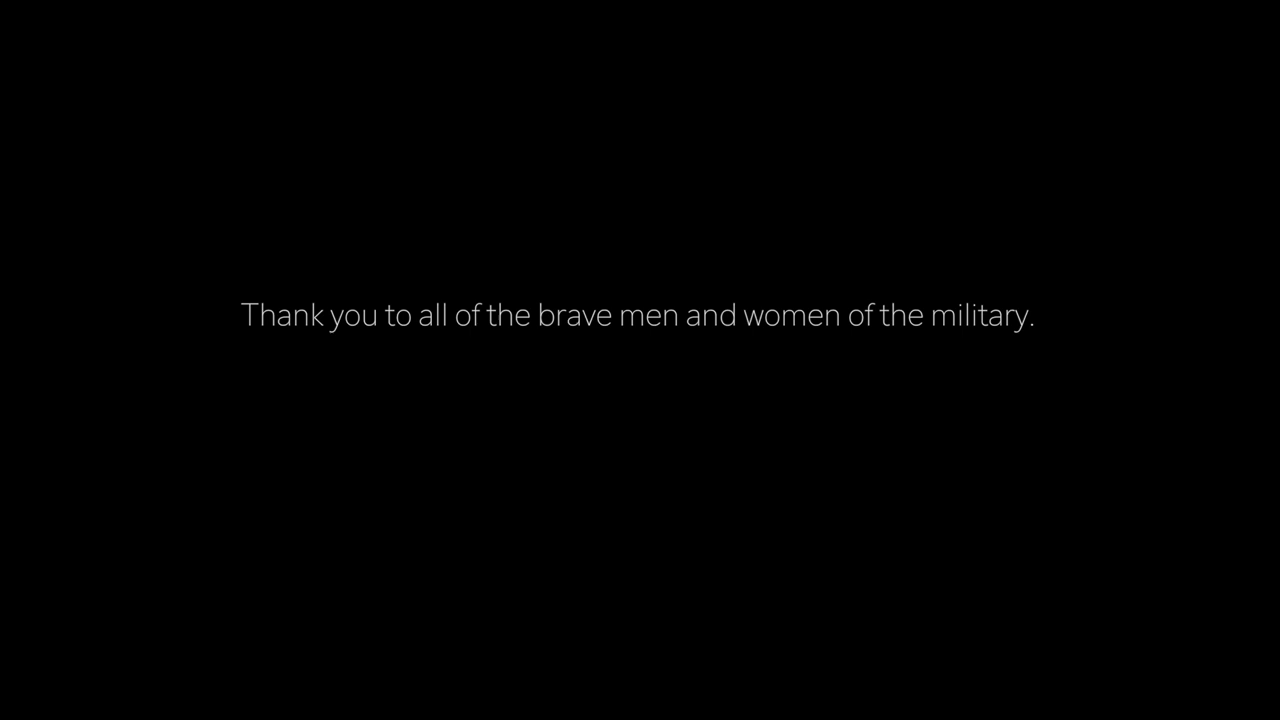 Thank you to all of the brave men and women of the military.